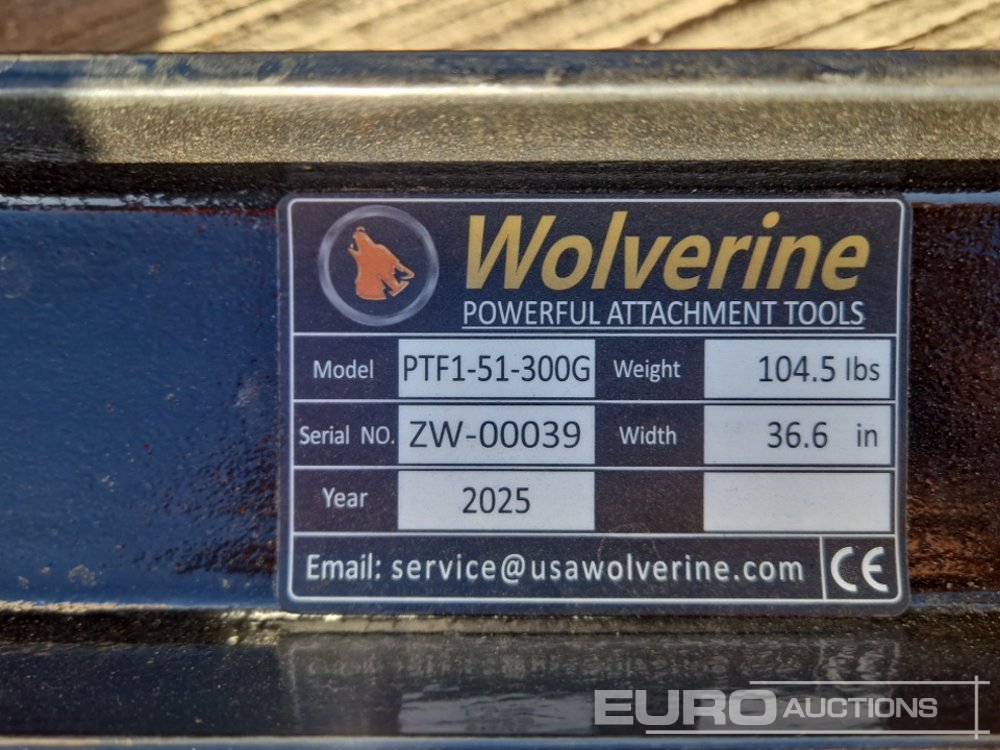 Wolverine
POWERFUL ATTACHMENT TOOLS
Model PTF1-51-300G Weight 104.5 lbs
Serial NO. ZW-00039 Width 36.6 in
Year 2025
Email: service@usawolverine.com CE
EURO AUCTIONS